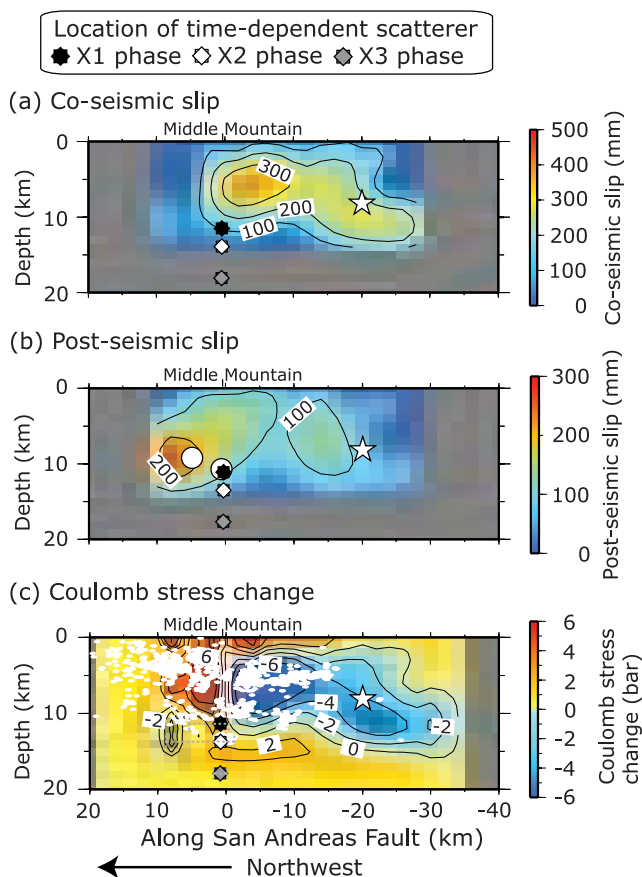 Location of time-dependent scatterer
X1 phase X2 phase X3 phase
(a) Co-seismic slip
Middle Mountain
0
10
20
Depth (km)
300
200
100
500
400
300
200
100
0
Co-seismic slip (mm)
(b) Post-seismic slip
Middle Mountain
0
10
20
Depth (km)
200
100
300
200
100
0
Post-seismic slip (mm)
(c) Coulomb stress change
Middle Mountain
0
10
20
Depth (km)
6
-6
-4
-2
-2
-2
0
2
6
4
2
0
-2
-4
-6
Coulomb stress
change (bar)
20 10 0 -10 -20 -30 -40
Along San Andreas Fault (km)
Northwest